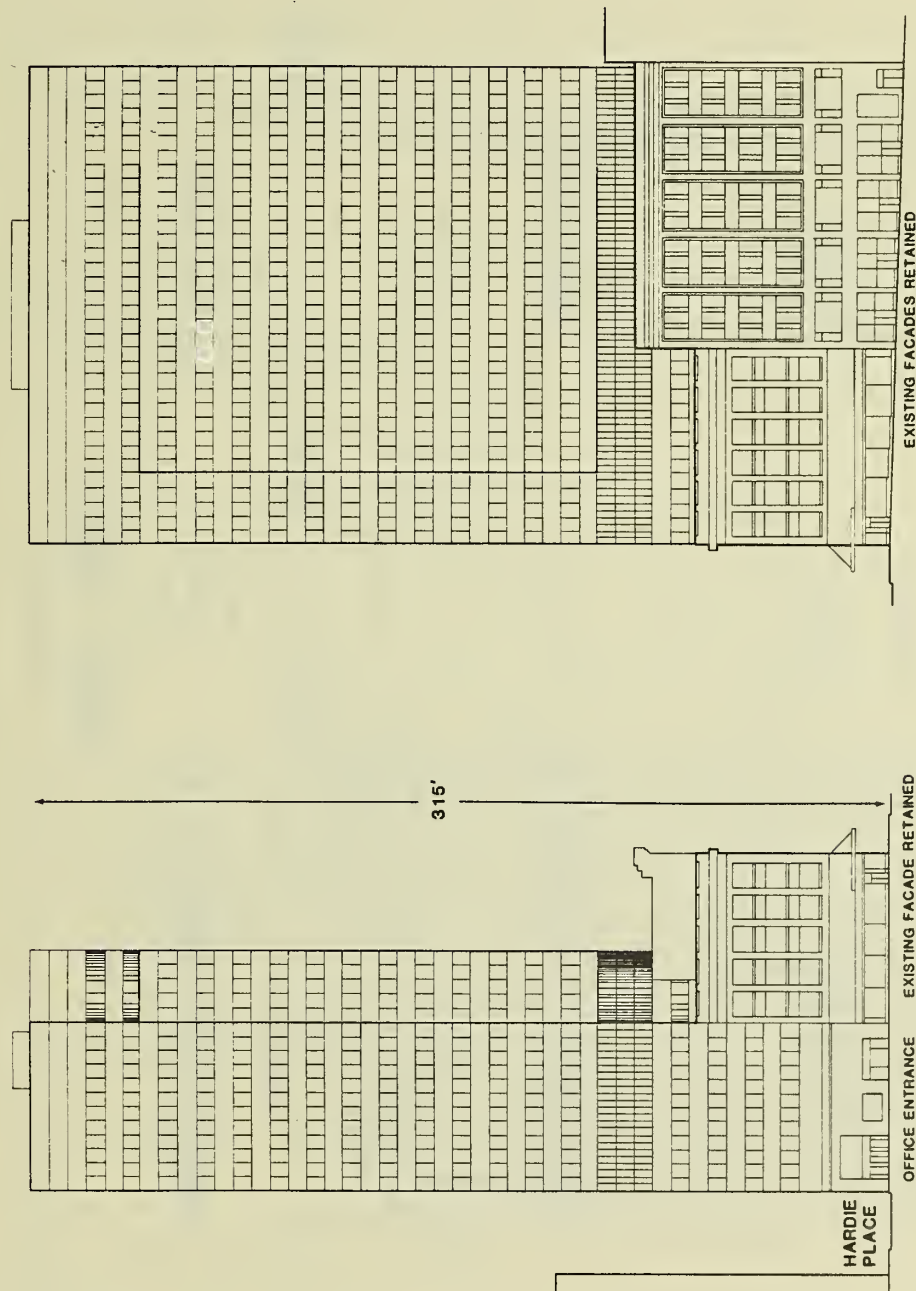 315'
HARDIE
PLACE
OFFICE ENTRANCE
EXISTING FACADE RETAINED
EXISTING FACADES RETAINED